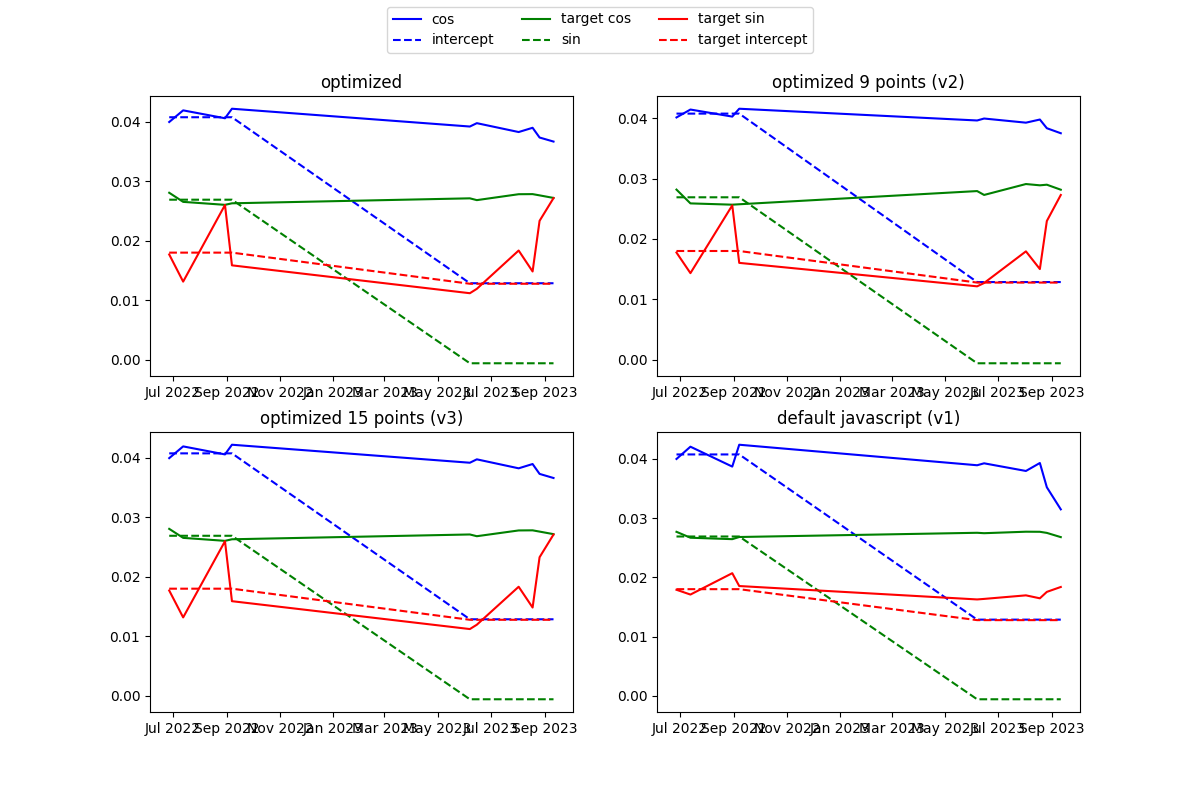 cos target cos target sin
intercept sin target intercept
optimized
0.04
0.03
0.02
0.01
0.00
Jul 2022 Sep 2022 Nov 2022 Jan 2023 Mar 2023 May 2023 Jul 2023 Sep 2023
optimized 9 points (v2)
0.04
0.03
0.02
0.01
0.00
Jul 2022 Sep 2022 Nov 2022 Jan 2023 Mar 2023 May 2023 Jul 2023 Sep 2023
optimized 15 points (v3)
0.04
0.03
0.02
0.01
0.00
Jul 2022 Sep 2022 Nov 2022 Jan 2023 Mar 2023 May 2023 Jul 2023 Sep 2023
default javascript (v1)
0.04
0.03
0.02
0.01
0.00
Jul 2022 Sep 2022 Nov 2022 Jan 2023 Mar 2023 May 2023 Jul 2023 Sep 2023